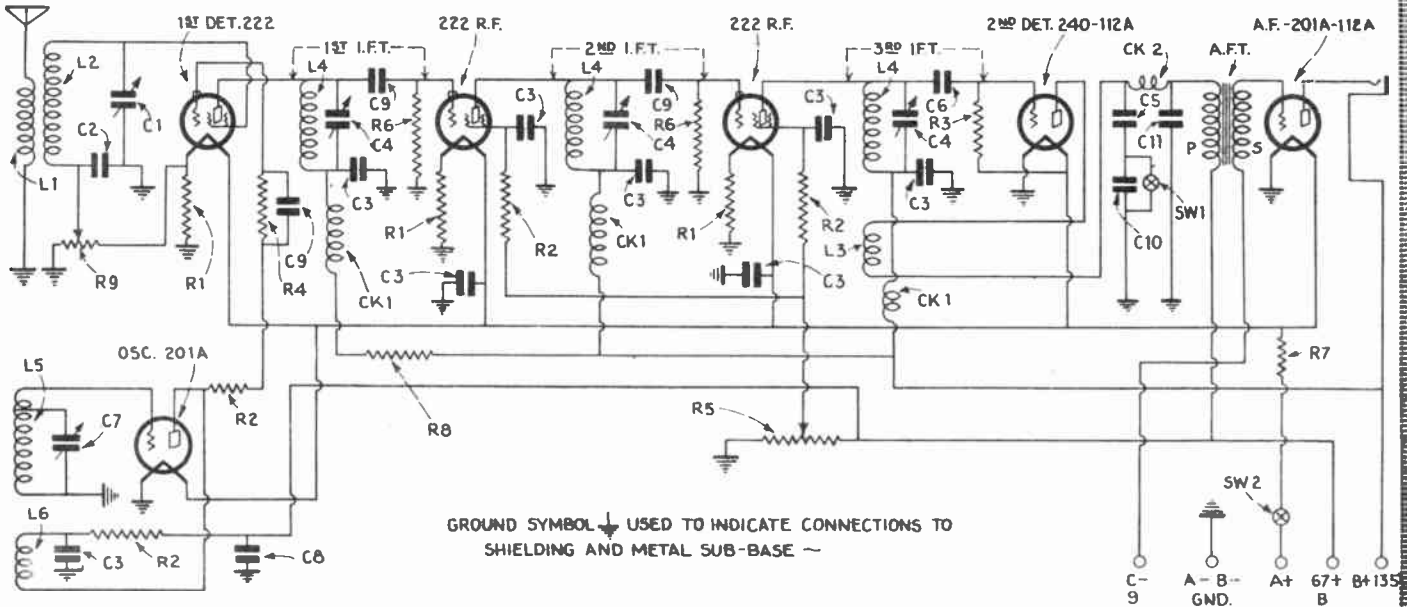 1ST DET.222
222 R.F.
222 R.F.
2ND DET. 240-112A
A.F.-201A-112A
1ST I.F.T.
2ND I.F.T.
3RD IFT
CK 2
A.F.T.
L2
L4
L4
L4
C9
C9
C6
C3
C3
C1
C2
R6
C4
R6
C4
R3
C4
C5
C11
P
S
L1
C3
C3
C3
SW1
R9
R1
R4
C9
CK1
R1
R2
CK1
R1
R2
L3
C10
C3
C3
CK1
OSC. 201A
L5
R7
C7
R2
R8
R5
L6
SW2
C3
R2
C8
GROUND SYMBOL USED TO INDICATE CONNECTIONS TO
SHIELDING AND METAL SUB-BASE ~
C-
9
A-B-
GND.
A+
67+
B
B+135